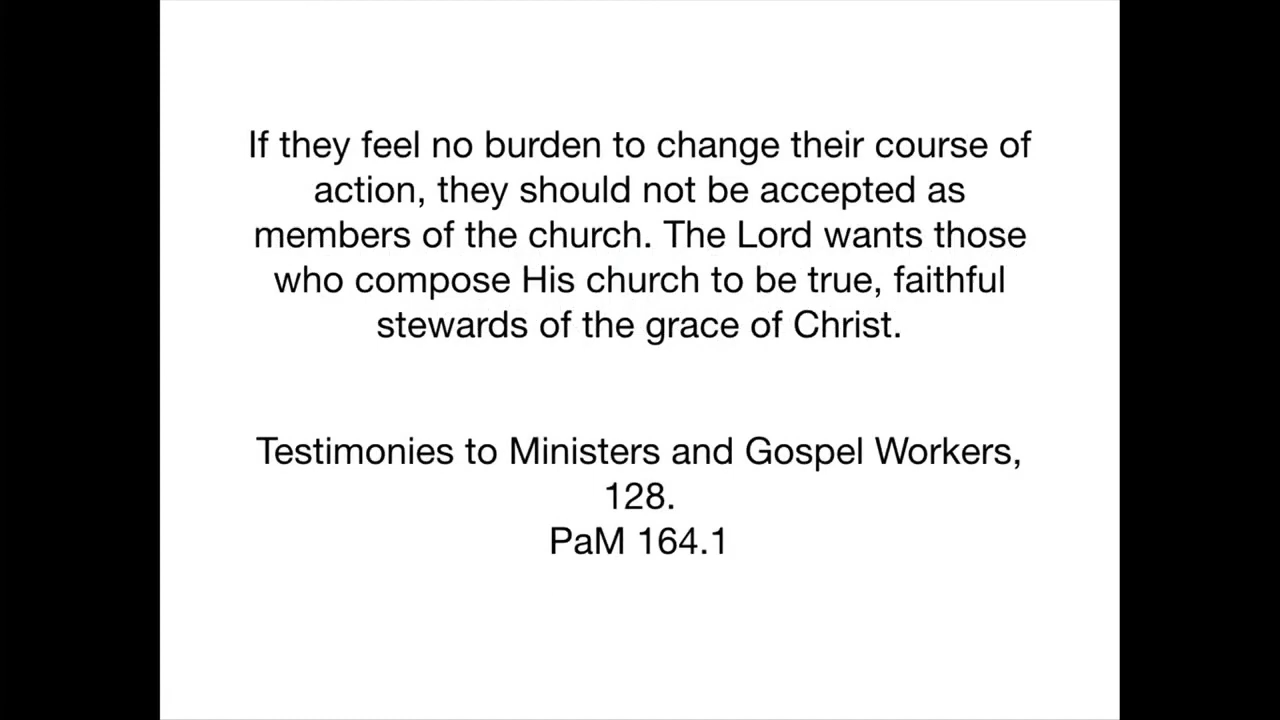 If they feel no burden to change their course of
action, they should not be accepted as
members of the church. The Lord wants those
who compose His church to be true, faithful
stewards of the grace of Christ.
Testimonies to Ministers and Gospel Workers,
128.
PaM 164.1